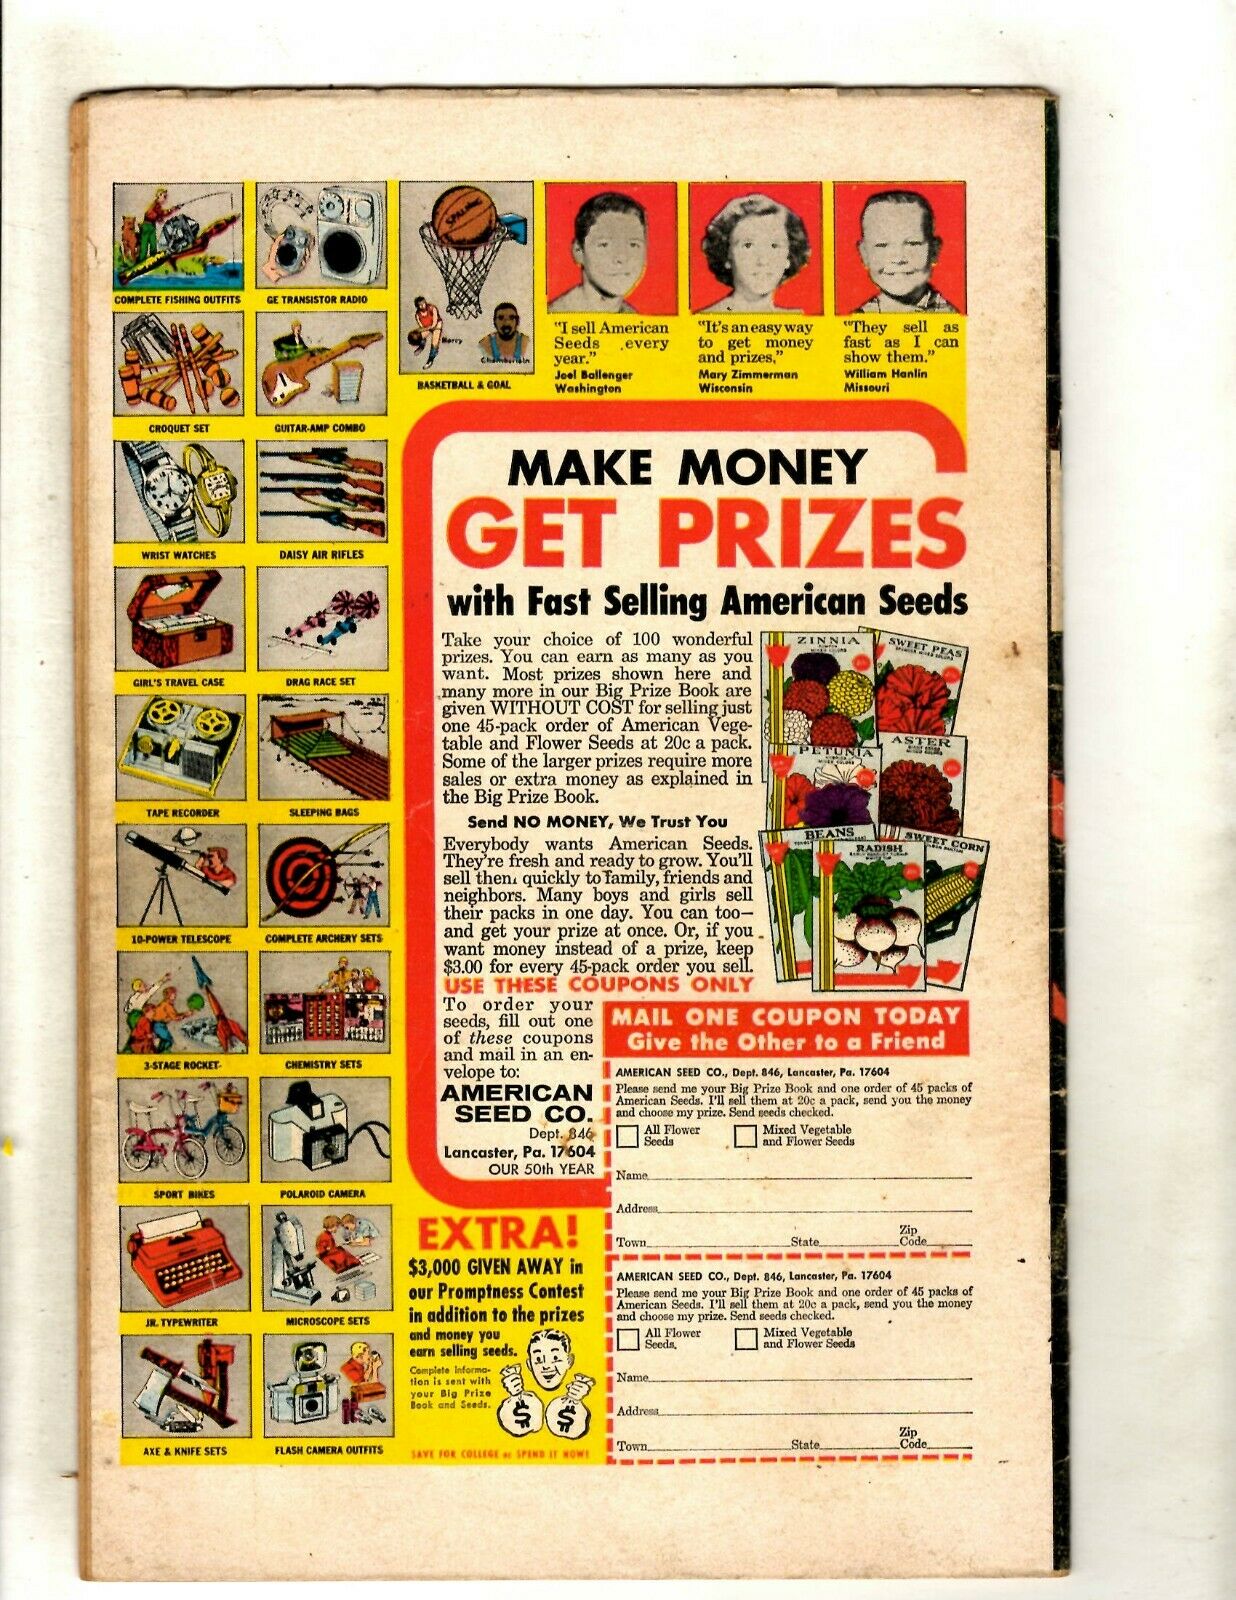 COMPLETE FISHING OUTFITS
GE TRANSISTOR RADIO
SPALDING
Marcy
Chamberlain
BASKETBALL & GOAL
CROQUET SET
GUITAR-AMP COMBO
WRIST WATCHES
DAISY AIR RIFLES
GIRL'S TRAVEL CASE
DRAG RACE SET
TAPE RECORDER
SLEEPING BAGS
10-POWER TELESCOPE
COMPLETE ARCHERY SETS
3-STAGE ROCKET
CHEMISTRY SETS
SPORT BIKES
POLAROID CAMERA
JR. TYPEWRITER
MICROSCOPE SETS
AXE & KNIFE SETS
FLASH CAMERA OUTFITS
"I sell American
Seeds every
year."
Joel Ballenger
Washington
"It's an easy way
to get money
and prizes."
Mary Zimmerman
Wisconsin
"They sell as
fast as I can
show them."
William Hanlin
Missouri
MAKE MONEY
GET PRIZES
with Fast Selling American Seeds
Take your choice of 100 wonderful
prizes. You can earn as many as you
want. Most prizes shown here and
many more in our Big Prize Book are
given WITHOUT COST for selling just
one 45-pack order of American Vege-
table and Flower Seeds at 20c a pack.
Some of the larger prizes require more
sales or extra money as explained in
the Big Prize Book.
Send NO MONEY, We Trust You
Everybody wants American Seeds.
They're fresh and ready to grow. You'll
sell them quickly to family, friends and
neighbors. Many boys and girls sell
their packs in one day. You can too—
and get your prize at once. Or, if you
want money instead of a prize, keep
$3.00 for every 45-pack order you sell.
USE THESE COUPONS ONLY
To order your
seeds, fill out one
of these coupons
and mail in an en-
velope to:
AMERICAN
SEED CO.
Dept. 846
Lancaster, Pa. 17604
OUR 50th YEAR
ZINNIA
SWEET PEAS
PETUNIA
ASTER
BEANS
SWEET CORN
RADISH
MAIL ONE COUPON TODAY
Give the Other to a Friend
AMERICAN SEED CO., Dept. 846, Lancaster, Pa. 17604
Please send me your Big Prize Book and one order of 45 packs of
American Seeds. I'll sell them at 20c a pack, send you the money
and choose my prize. Send seeds checked.
All Flower
Seeds
Mixed Vegetable
and Flower Seeds
Name
Address
Town State Zip Code
AMERICAN SEED CO., Dept. 846, Lancaster, Pa. 17604
Please send me your Big Prize Book and one order of 45 packs of
American Seeds. I'll sell them at 20c a pack, send you the money
and choose my prize. Send seeds checked.
All Flower
Seeds.
Mixed Vegetable
and Flower Seeds
Name
Address
Town State Zip Code
EXTRA!
$3,000 GIVEN AWAY in
our Promptness Contest
in addition to the prizes
and money you
earn selling seeds.
Complete informa-
tion is sent with
your Big Prize
Book and Seeds.
$ $
SAVE FOR COLLEGE or SPEND IT NOW!